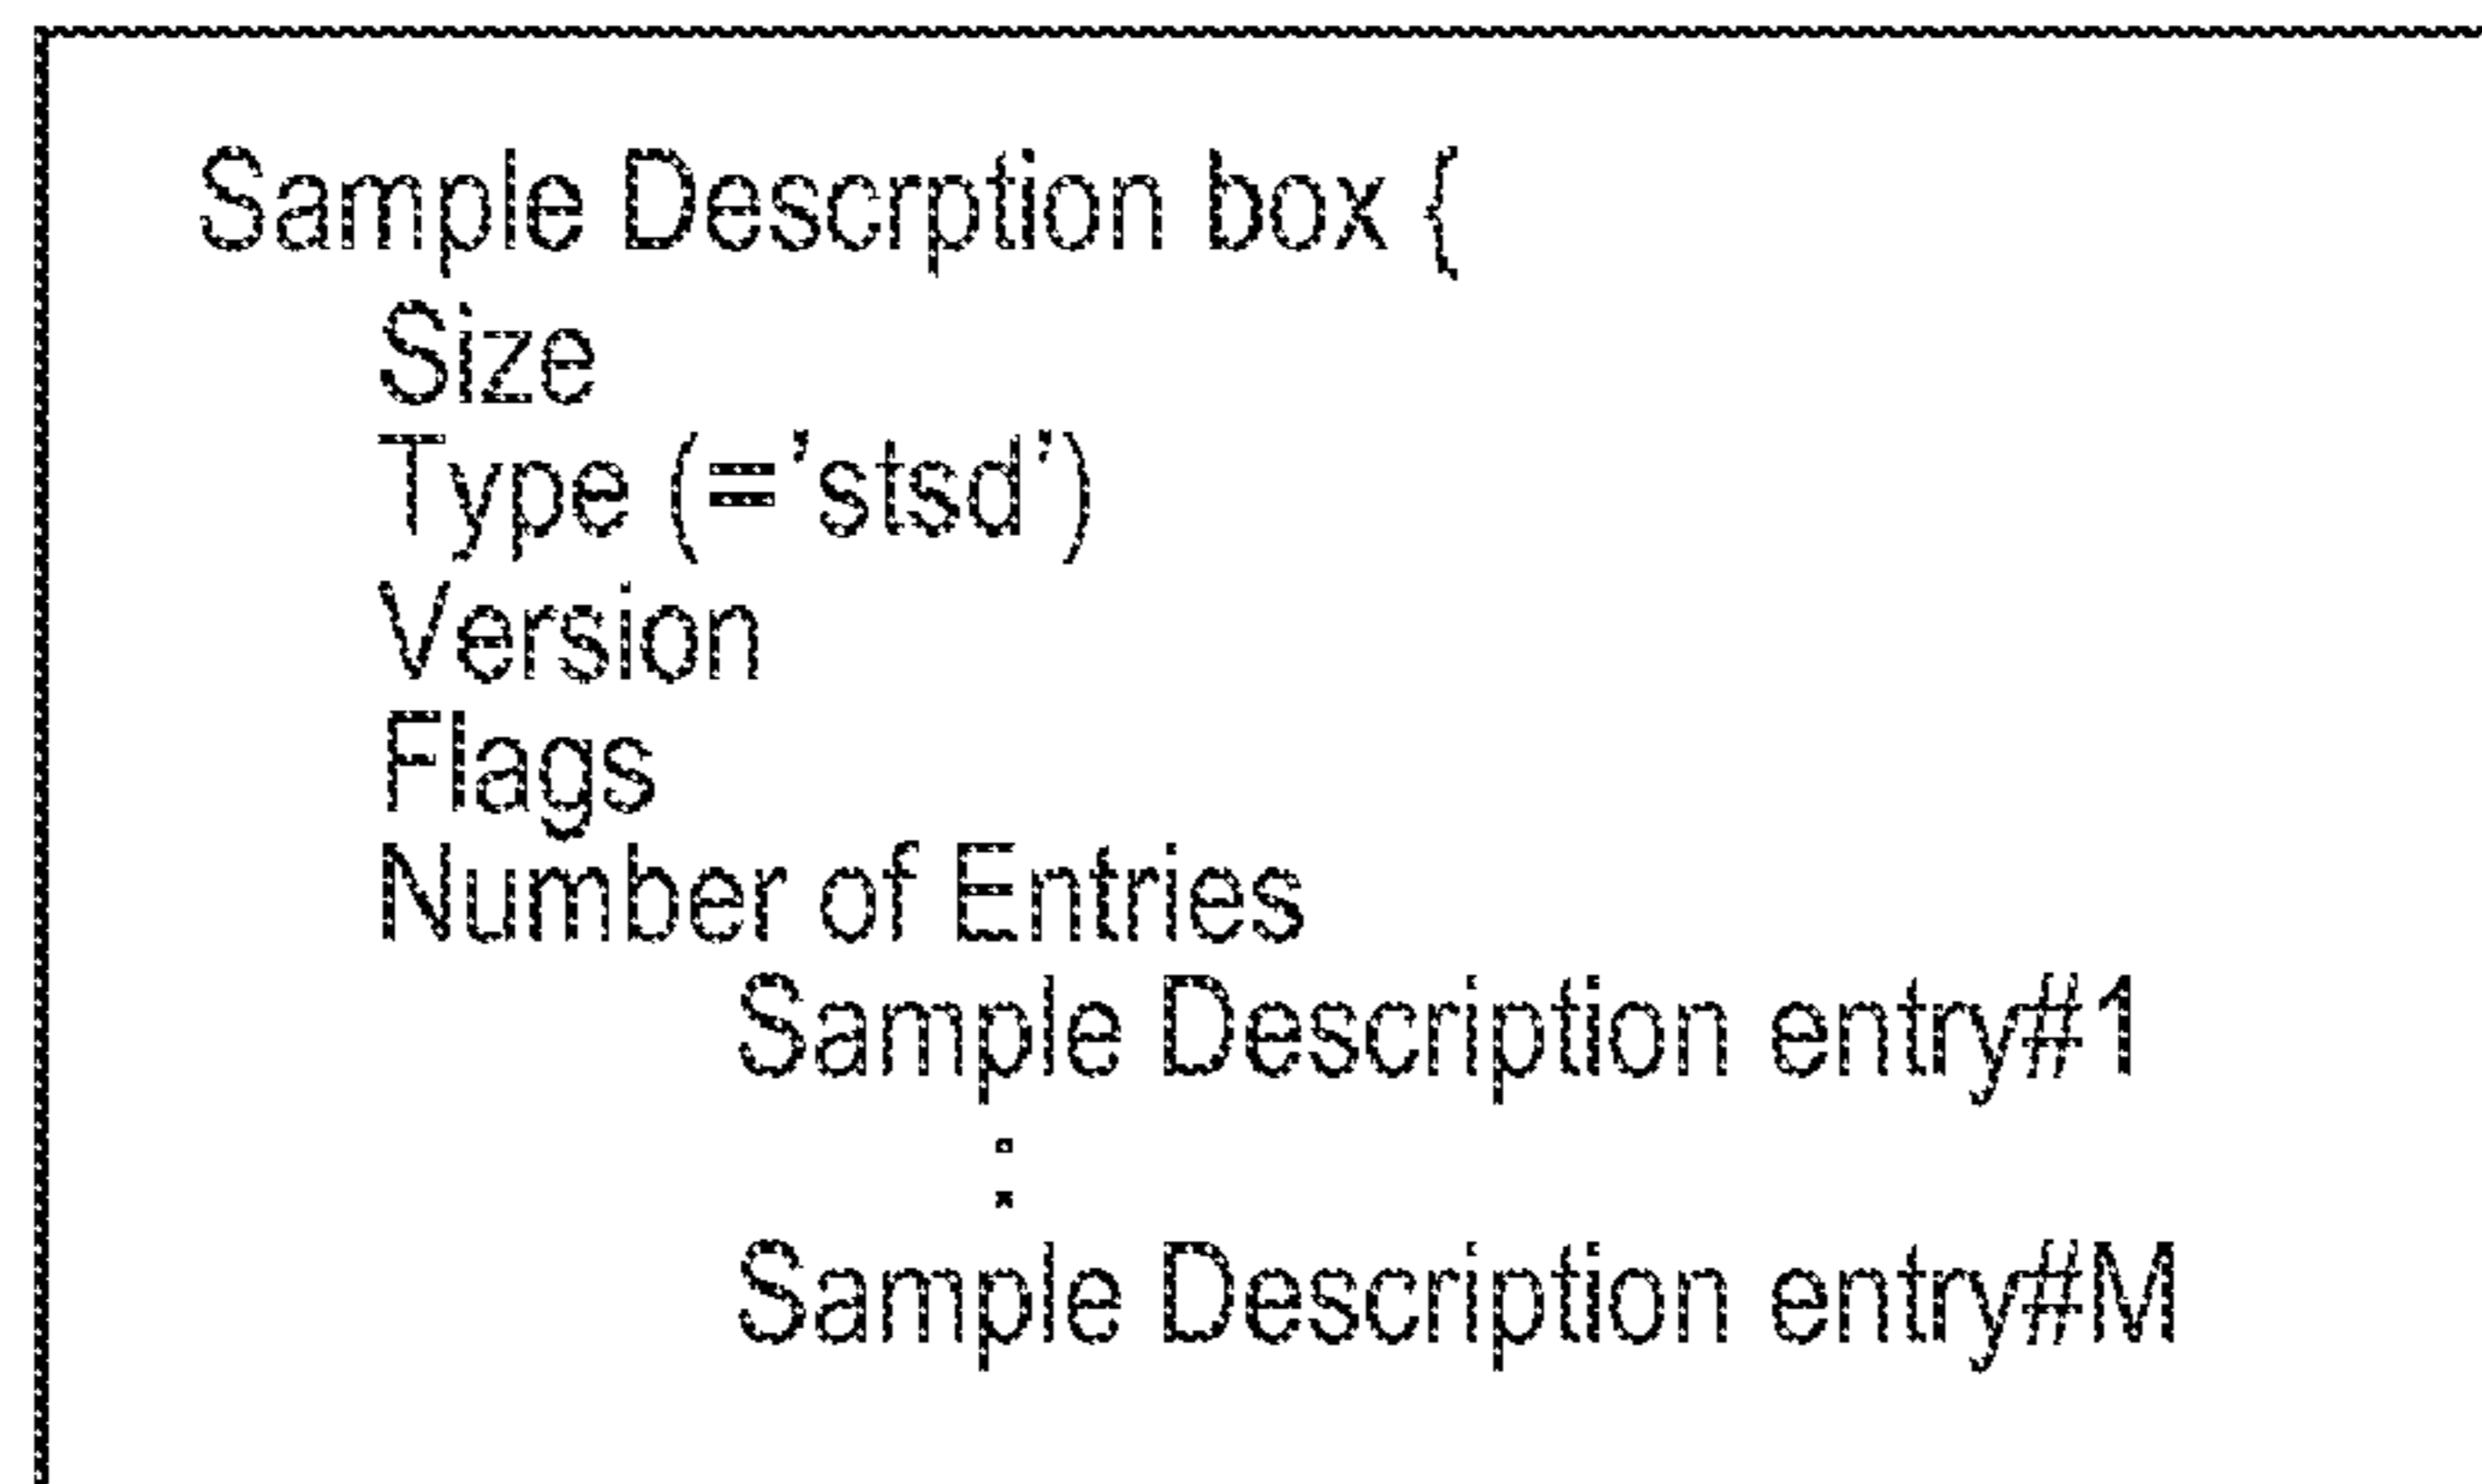 Sample Descrption box {
Size
Type (=’stsd’)
Version
Flags
Number of Entries
Sample Description entry#1
:
Sample Description entry#M